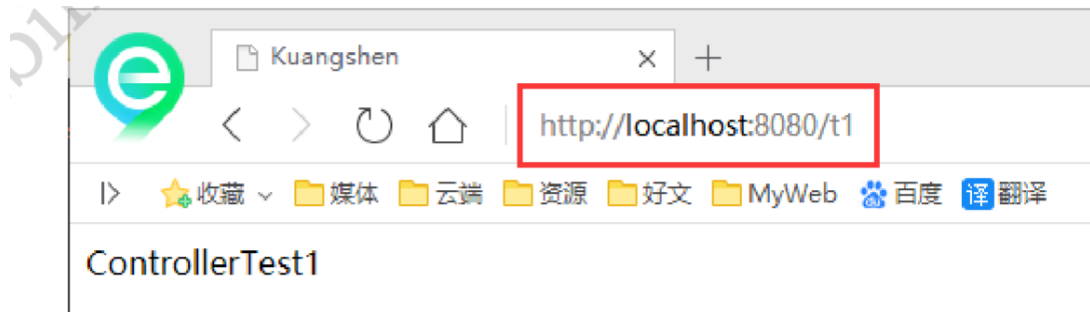 Kuangshen
http://localhost:8080/t1
收藏 媒体 云端 资源 好文 MyWeb 百度 译 翻译
ControllerTest1